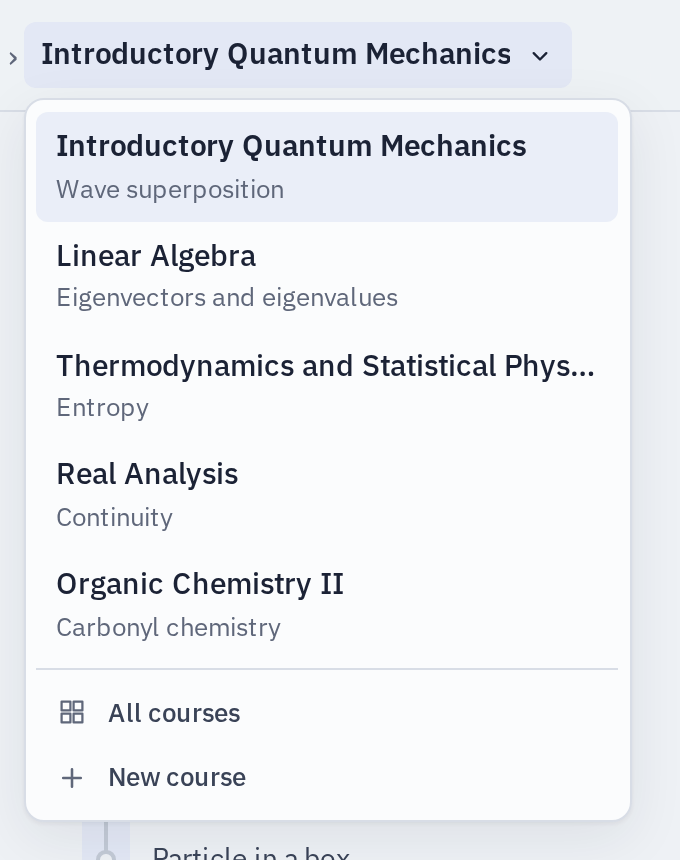 Introductory Quantum Mechanics
Introductory Quantum Mechanics
Wave superposition
Linear Algebra
Eigenvectors and eigenvalues
Thermodynamics and Statistical Phys...
Entropy
Real Analysis
Continuity
Organic Chemistry II
Carbonyl chemistry
All courses
New course
Particle in a box